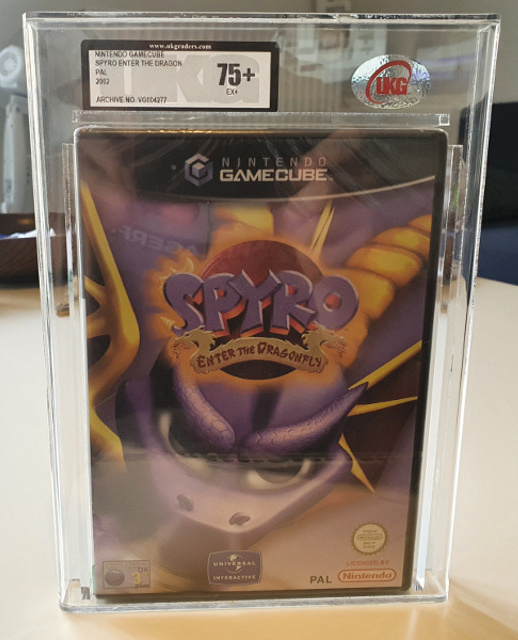 www.ukgraders.com
NINTENDO GAMECUBE
SPYRO ENTER THE DRAGON
PAL
2002
ARCHIVE NO. VG004277
75+
EX+
UKG
NINTENDO
GAMECUBE
SPYRO
ENTER THE DRAGONFLY
3+
UNIVERSAL
INTERACTIVE
PAL
LICENSED BY
Nintendo